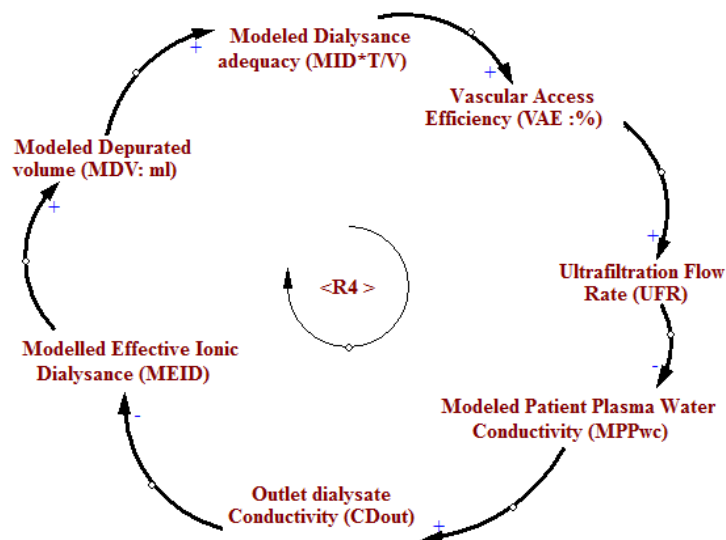 Modeled Dialysance
adequacy (MID*T/V)
+
+
Vascular Access
Efficiency (VAE :%)
Modeled Depurated
volume (MDV: ml)
+
+
Ultrafiltration Flow
Rate (UFR)
<R4 >
Modelled Effective Ionic
Dialysance (MEID)
-
Modeled Patient Plasma Water
Conductivity (MPPwc)
-
Outlet dialysate
Conductivity (CDout)
+